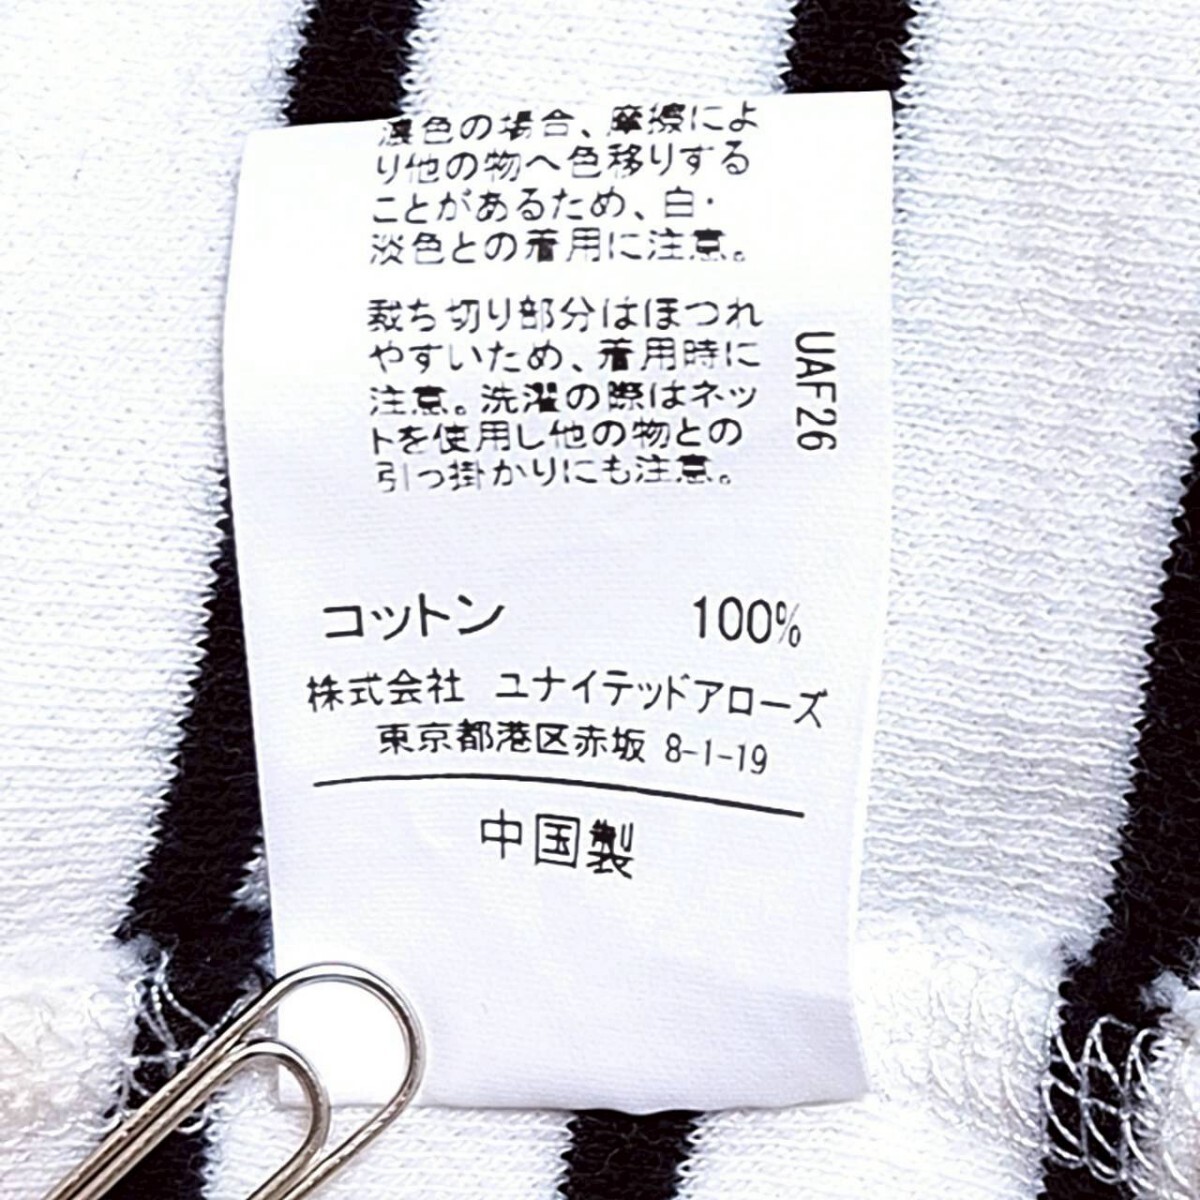 濃色の場合、摩擦によ
り他の物へ色移りする
ことがあるため、白・
淡色との着用に注意。
裁ち切り部分はほつれ
やすいため、着用時に
注意。洗濯の際はネッ
トを使用し他の物との
引っ掛かりにも注意。
UAF26
コットン 100%
株式会社 ユナイテッドアローズ
東京都港区赤坂 8-1-19
中国製